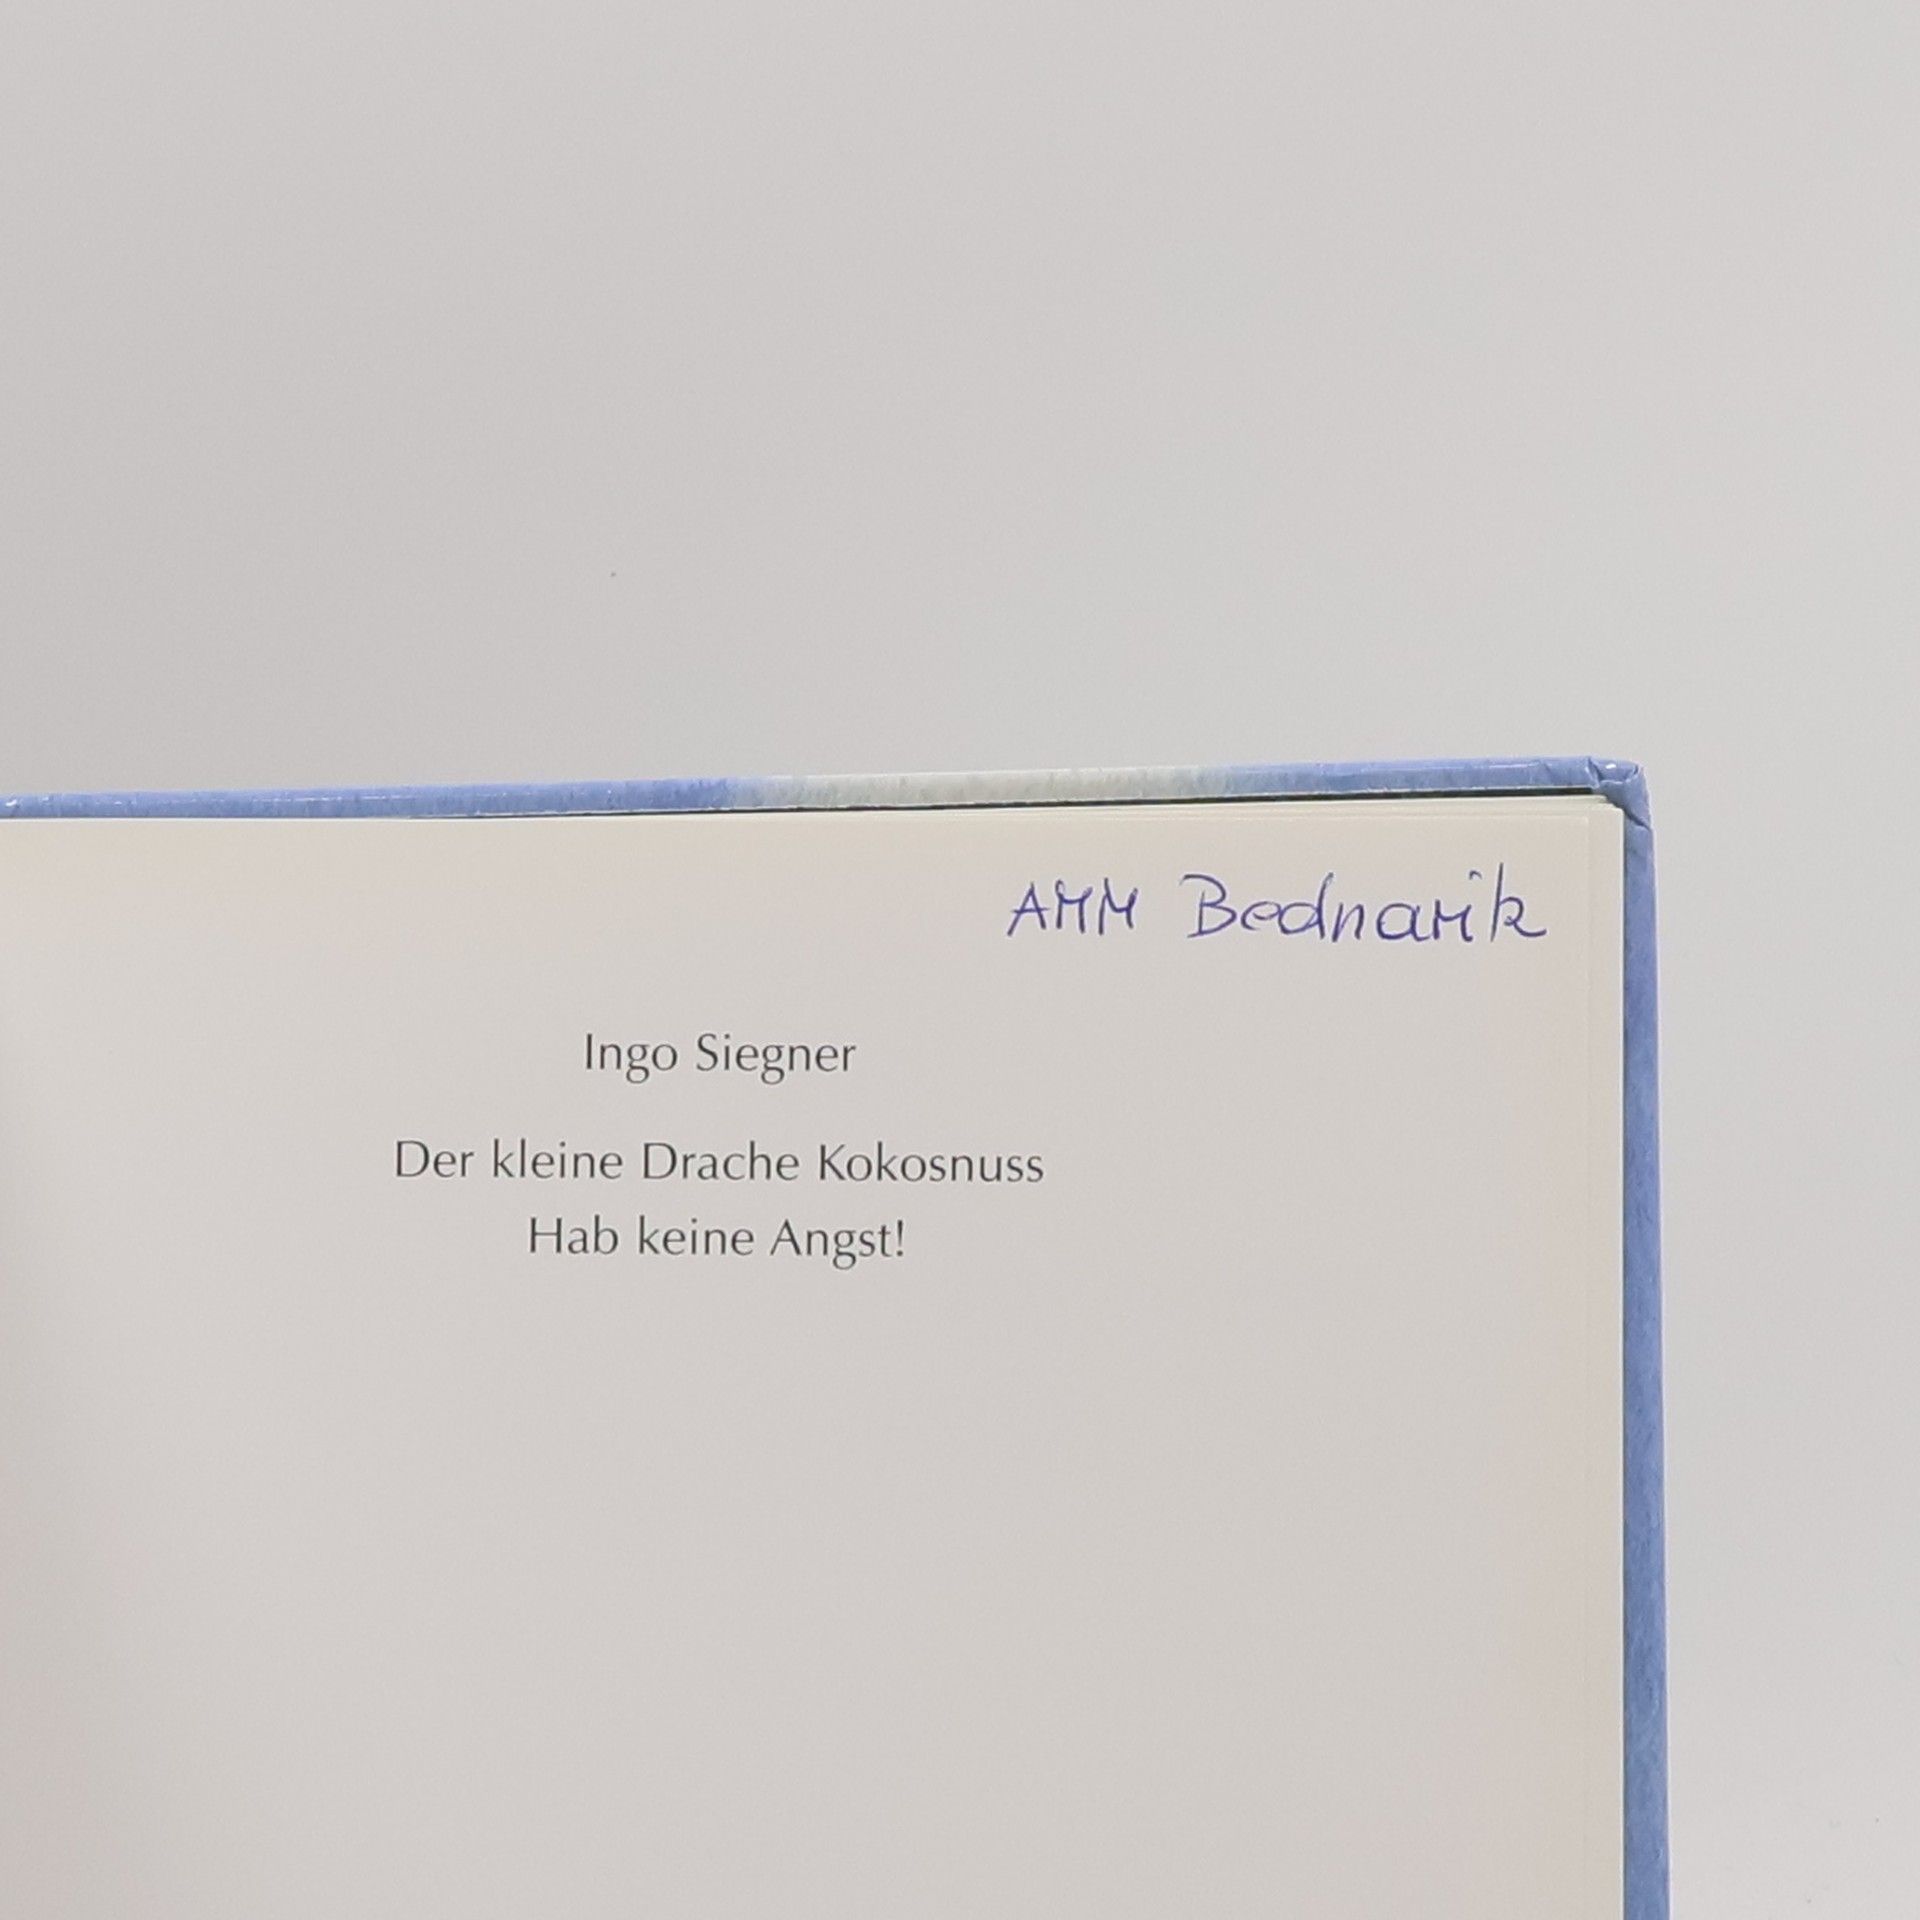 AMM Bednarik
Ingo Siegner
Der kleine Drache Kokosnuss
Hab keine Angst!